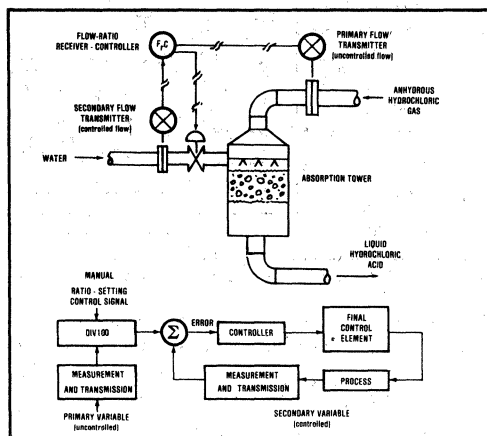 FLOW-RATIO
RECEIVER - CONTROLLER
FrC
PRIMARY FLOW
TRANSMITTER
(uncontrolled flow)
SECONDARY FLOW
TRANSMITTER
(controlled flow)
ANHYDROUS
HYDROCHLORIC
GAS
WATER
ABSORPTION TOWER
LIQUID
HYDROCHLORIC
ACID
MANUAL
RATIO - SETTING
CONTROL SIGNAL
DIV100
Σ
ERROR
CONTROLLER
FINAL
CONTROL
ELEMENT
MEASUREMENT
AND TRANSMISSION
MEASUREMENT
AND TRANSMISSION
PROCESS
PRIMARY VARIABLE
(uncontrolled)
SECONDARY VARIABLE
(controlled)